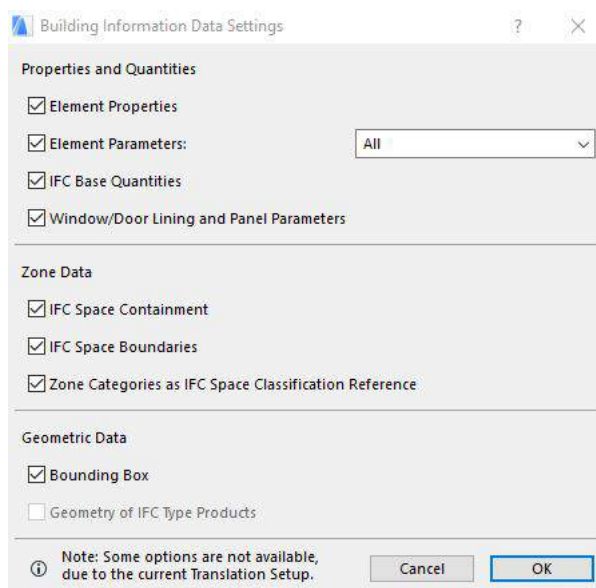 Building Information Data Settings
Properties and Quantities
Element Properties
Element Parameters: All
IFC Base Quantities
Window/Door Lining and Panel Parameters
Zone Data
IFC Space Containment
IFC Space Boundaries
Zone Categories as IFC Space Classification Reference
Geometric Data
Bounding Box
Geometry of IFC Type Products
Note: Some options are not available,
due to the current Translation Setup.
Cancel OK